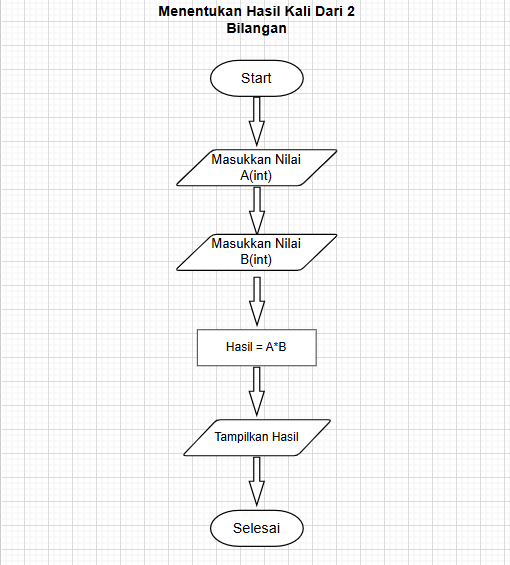 Menentukan Hasil Kali Dari 2
Bilangan
Start
Masukkan Nilai
A(int)
Masukkan Nilai
B(int)
Hasil = A*B
Tampilkan Hasil
Selesai